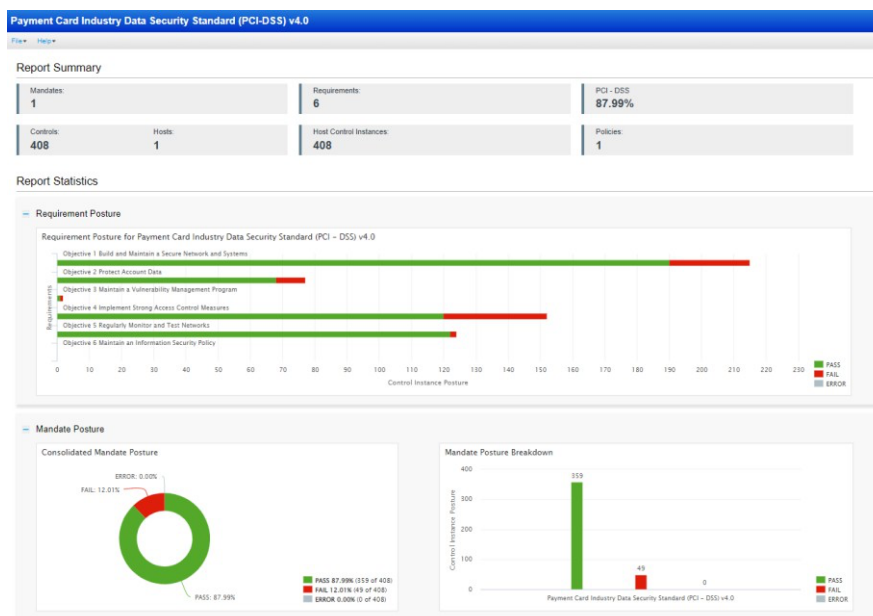 Payment Card Industry Data Security Standard (PCI-DSS) v4.0
File▾ Help▾
Report Summary
Mandates:
1
Requirements:
6
PCI - DSS
87.99%
Controls:
408
Hosts:
1
Host Control Instances:
408
Policies:
1
Report Statistics
Requirement Posture
Requirement Posture for Payment Card Industry Data Security Standard (PCI - DSS) v4.0
Requirements
Objective 1 Build and Maintain a Secure Network and Systems
Objective 2 Protect Account Data
Objective 3 Maintain a Vulnerability Management Program
Objective 4 Implement Strong Access Control Measures
Objective 5 Regularly Monitor and Test Networks
Objective 6 Maintain an Information Security Policy
0 10 20 30 40 50 60 70 80 90 100 110 120 130 140 150 160 170 180 190 200 210 220 230
Control Instance Posture
PASS
FAIL
ERROR
Mandate Posture
Consolidated Mandate Posture
ERROR: 0.00%
FAIL: 12.01%
PASS: 87.99%
PASS 87.99% (359 of 408)
FAIL 12.01% (49 of 408)
ERROR 0.00% (0 of 408)
Mandate Posture Breakdown
Control Instance Posture
400
300
200
100
0
359
49
0
Payment Card Industry Data Security Standard (PCI - DSS) v4.0
PASS
FAIL
ERROR